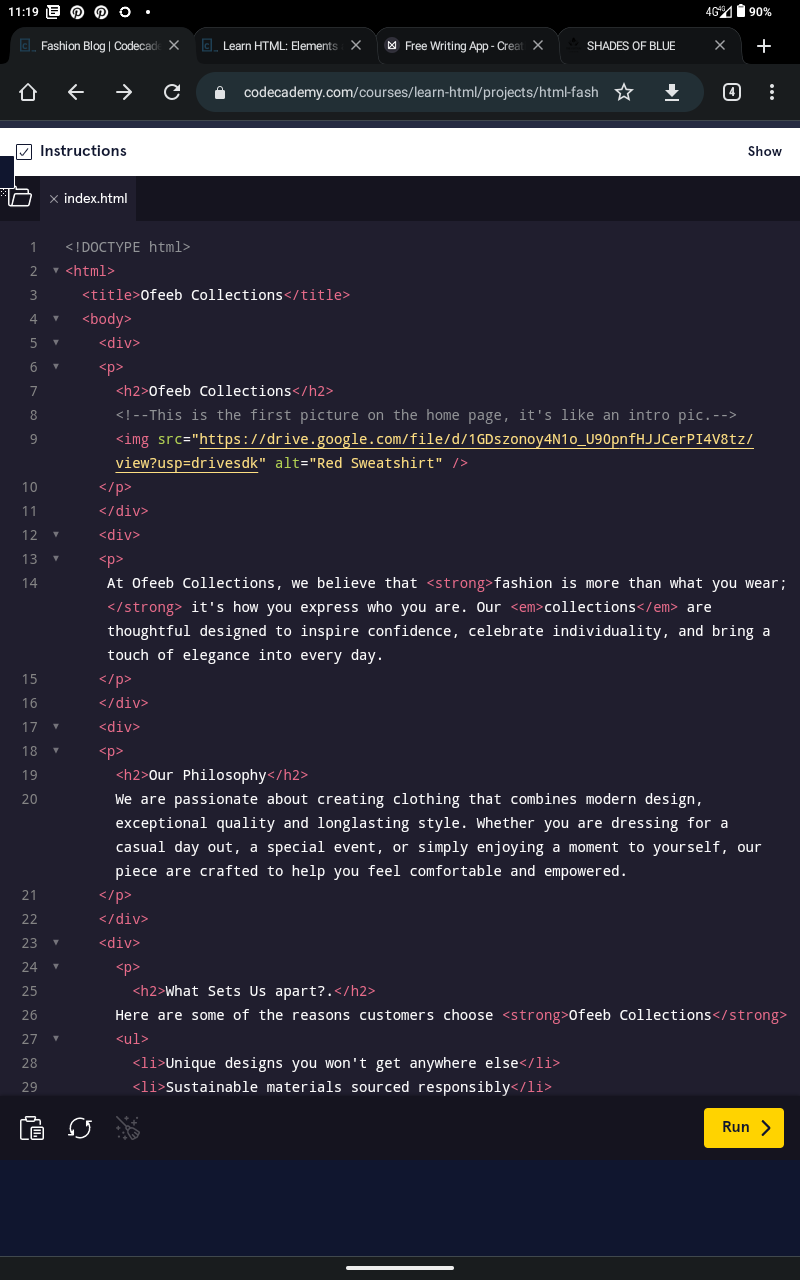 11:19 4G 90%
Fashion Blog | Codecade Learn HTML: Elements Free Writing App - Creat SHADES OF BLUE
codecademy.com/courses/learn-html/projects/html-fash 4
Instructions Show
index.html
1 <!DOCTYPE html>
2 <html>
3 <title>Ofeeb Collections</title>
4 <body>
5 <div>
6 <p>
7 <h2>Ofeeb Collections</h2>
8 <!--This is the first picture on the home page, it's like an intro pic.-->
9 <img src="https://drive.google.com/file/d/1GDszonoy4N1o_U9OpnfHJJCerPI4V8tz/
view?usp=drivesdk" alt="Red Sweatshirt" />
10 </p>
11 </div>
12 <div>
13 <p>
14 At Ofeeb Collections, we believe that <strong>fashion is more than what you wear;
</strong> it's how you express who you are. Our <em>collections</em> are
thoughtful designed to inspire confidence, celebrate individuality, and bring a
touch of elegance into every day.
15 </p>
16 </div>
17 <div>
18 <p>
19 <h2>Our Philosophy</h2>
20 We are passionate about creating clothing that combines modern design,
exceptional quality and longlasting style. Whether you are dressing for a
casual day out, a special event, or simply enjoying a moment to yourself, our
piece are crafted to help you feel comfortable and empowered.
21 </p>
22 </div>
23 <div>
24 <p>
25 <h2>What Sets Us apart?.</h2>
26 Here are some of the reasons customers choose <strong>Ofeeb Collections</strong>
27 <ul>
28 <li>Unique designs you won't get anywhere else</li>
29 <li>Sustainable materials sourced responsibly</li>
Run